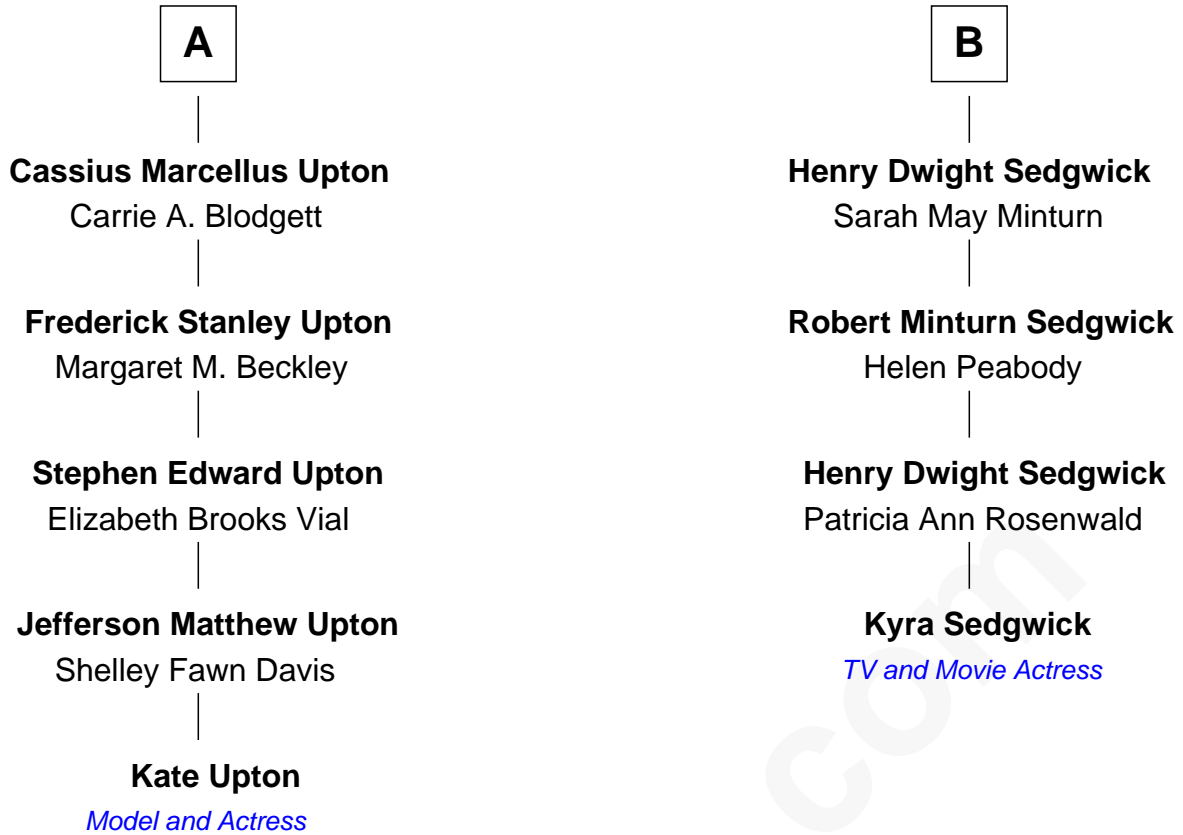 A
Cassius Marcellus Upton
Carrie A. Blodgett
Frederick Stanley Upton
Margaret M. Beckley
Stephen Edward Upton
Elizabeth Brooks Vial
Jefferson Matthew Upton
Shelley Fawn Davis
Kate Upton
Model and Actress
B
Henry Dwight Sedgwick
Sarah May Minturn
Robert Minturn Sedgwick
Helen Peabody
Henry Dwight Sedgwick
Patricia Ann Rosenwald
Kyra Sedgwick
TV and Movie Actress
com